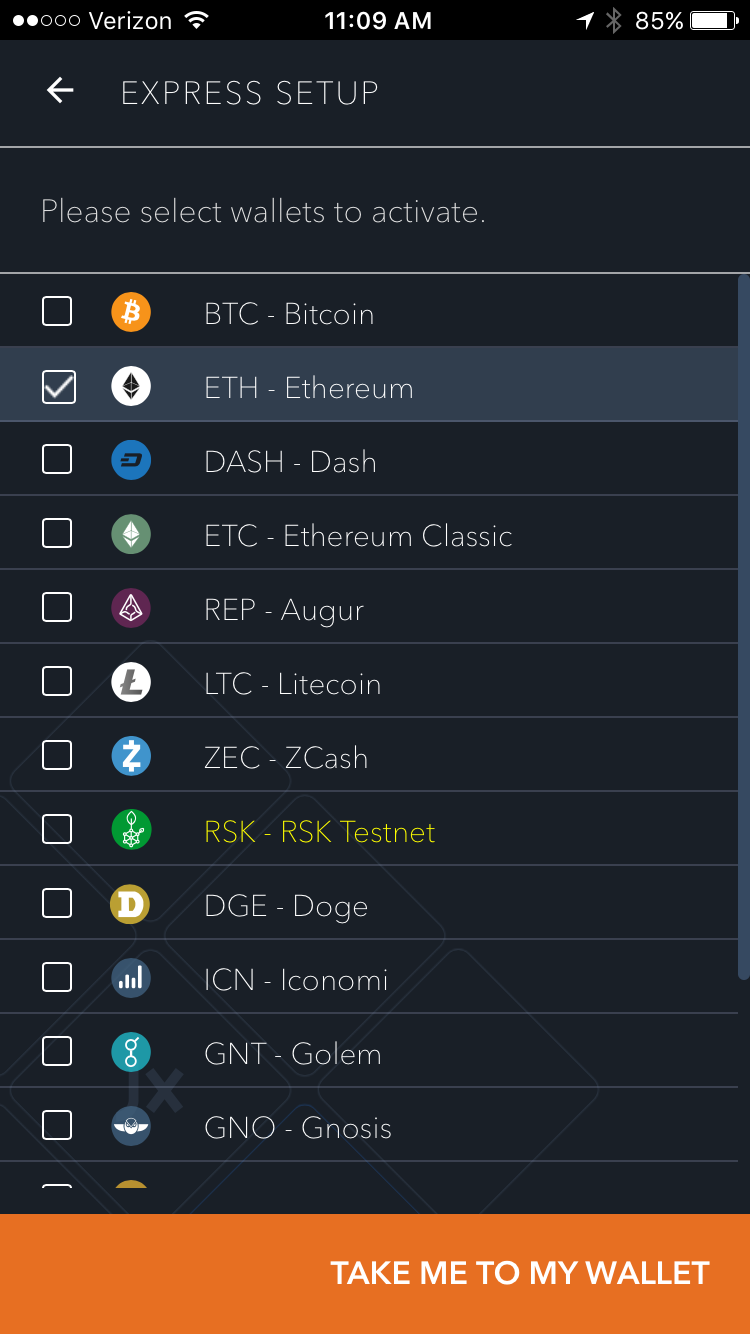 Verizon 11:09 AM 85%
EXPRESS SETUP
Please select wallets to activate.
BTC - Bitcoin
ETH - Ethereum
DASH - Dash
ETC - Ethereum Classic
REP - Augur
LTC - Litecoin
ZEC - ZCash
RSK - RSK Testnet
DGE - Doge
ICN - Iconomi
GNT - Golem
GNO - Gnosis
TAKE ME TO MY WALLET